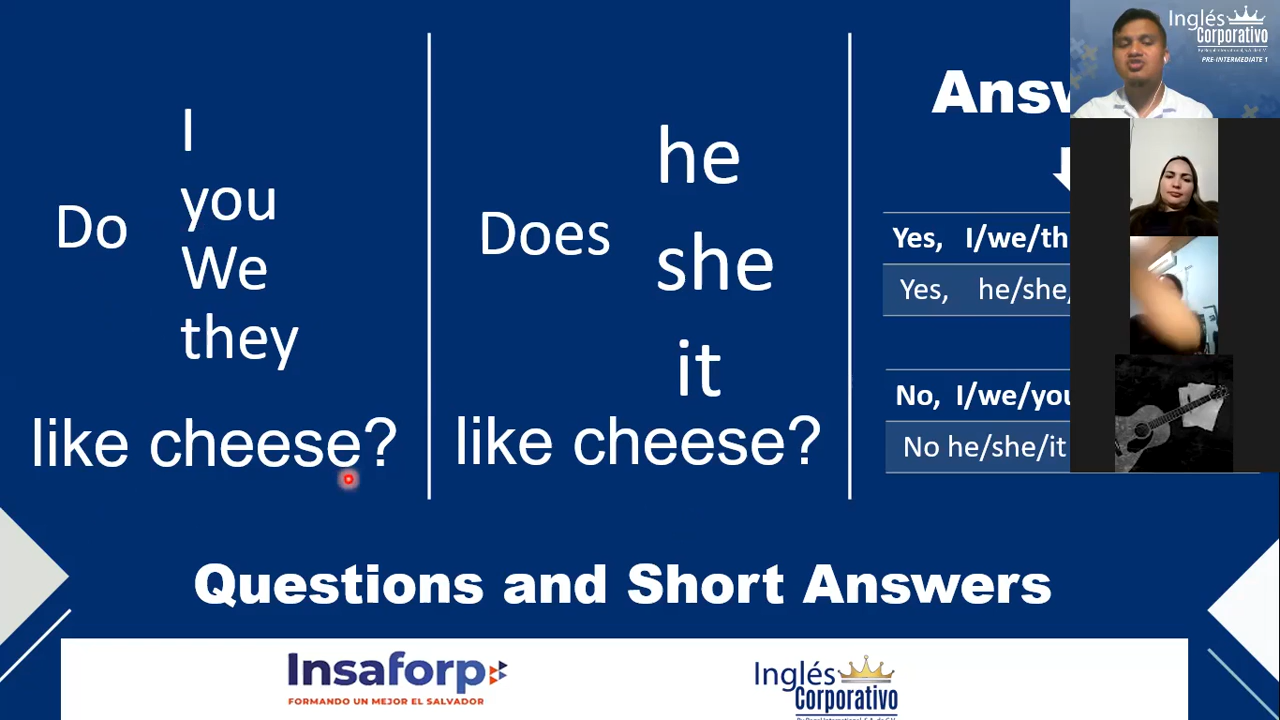 Do
I
you
We
they
like cheese?
Does
he
she
it
like cheese?
Yes, I/we/th
Yes, he/she/
No, I/we/you
No he/she/it
Questions and Short Answers
Insaforp
FORMANDO UN MEJOR EL SALVADOR
Inglés
Corporativo
Inglés
Corporativo
PRE-INTERMEDIATE 1